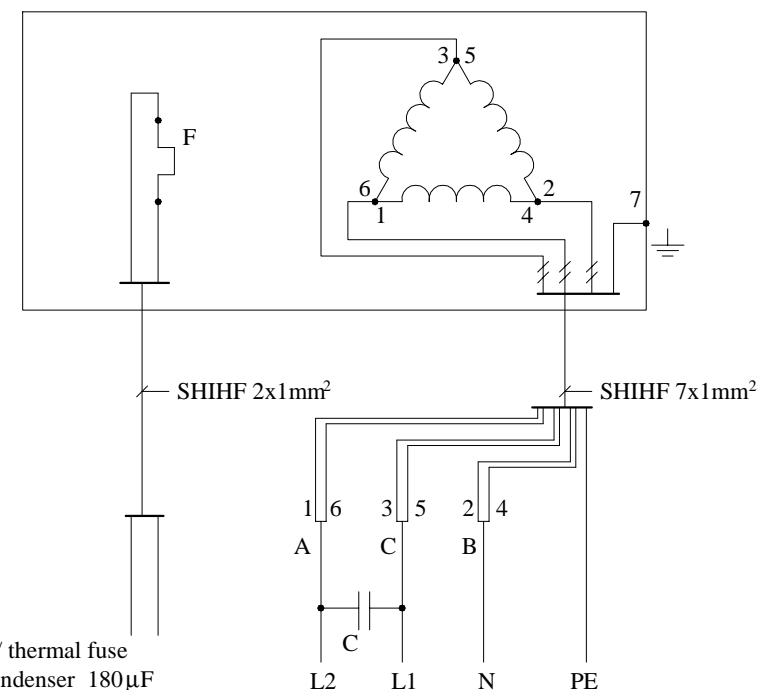 3 5
F
6 2
1 4
7
SHIHF 2x1mm²
SHIHF 7x1mm²
1 6 3 5 2 4
A C B
C
thermal fuse
180µF
L2 L1 N PE